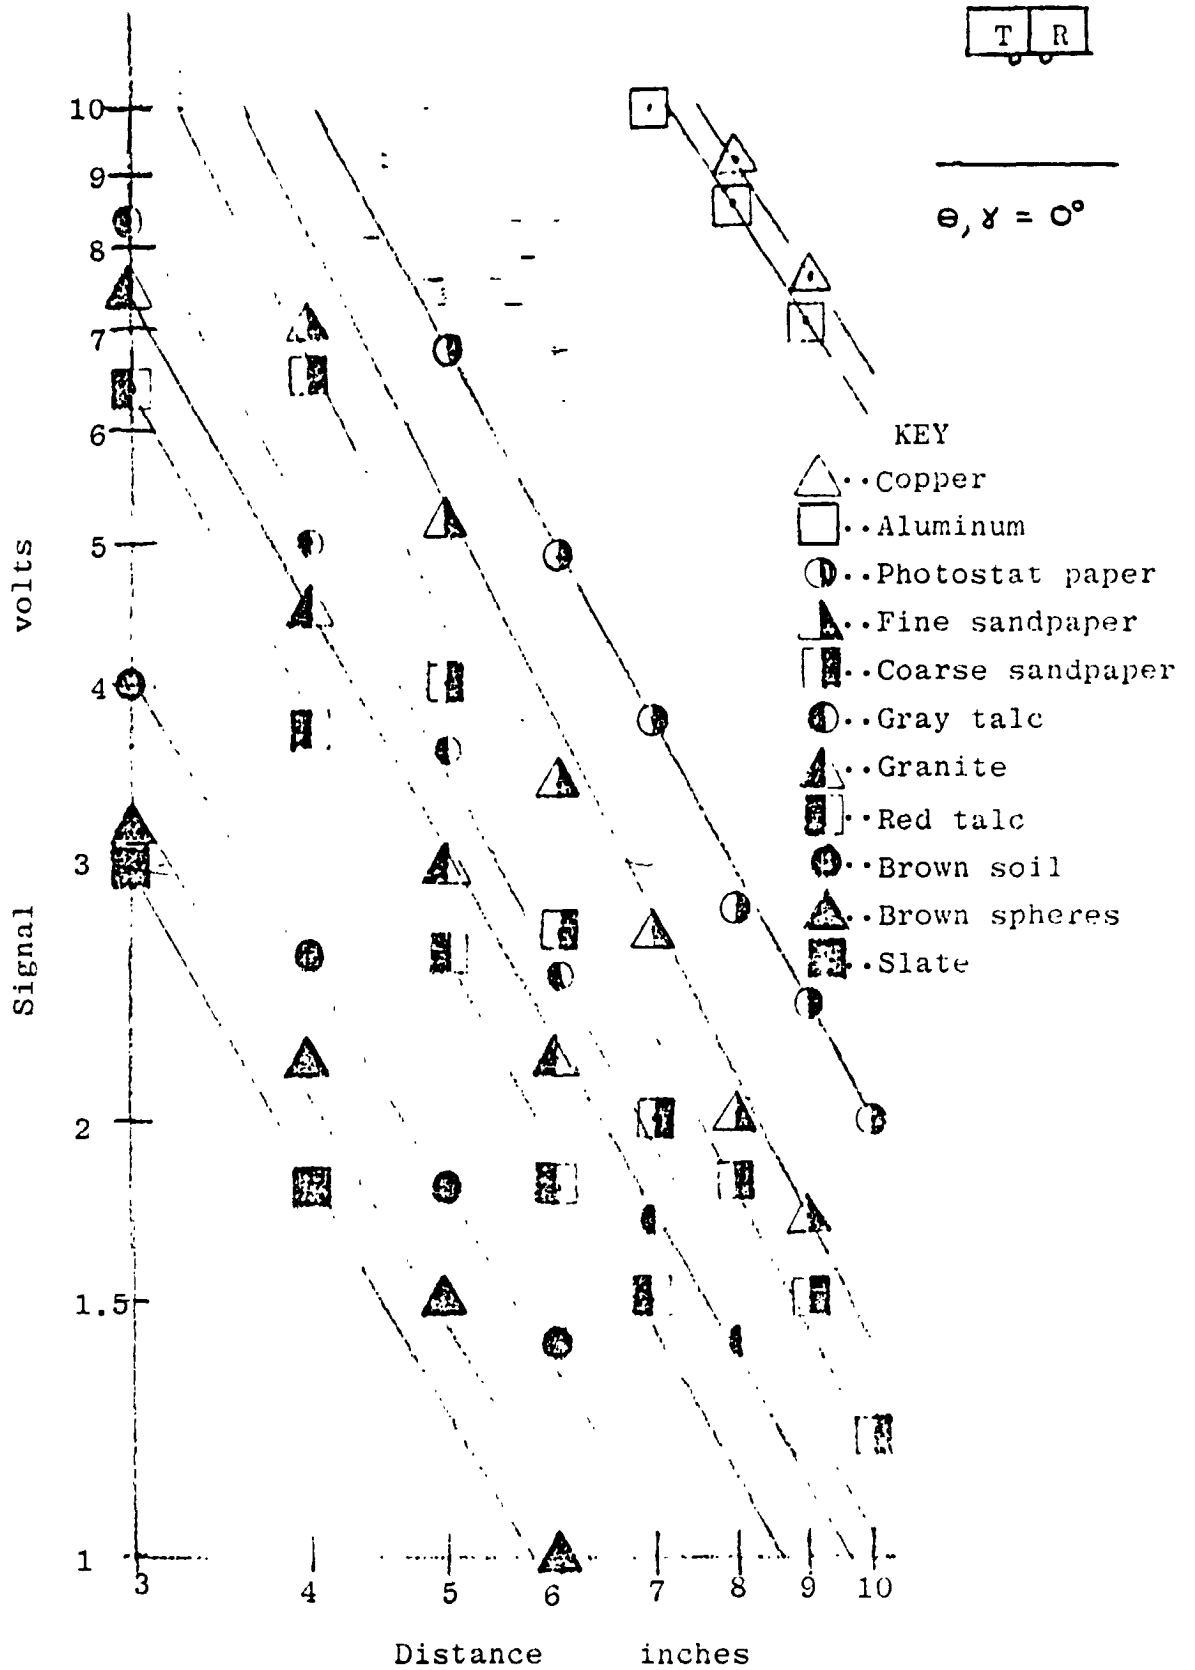 T R
θ, γ = 0°
10
9
8
7
6
5
4
3
2
1.5
1
volts
Signal
KEY
Copper
Aluminum
Photostat paper
Fine sandpaper
Coarse sandpaper
Gray talc
Granite
Red talc
Brown soil
Brown spheres
Slate
3 4 5 6 7 8 9 10
Distance inches